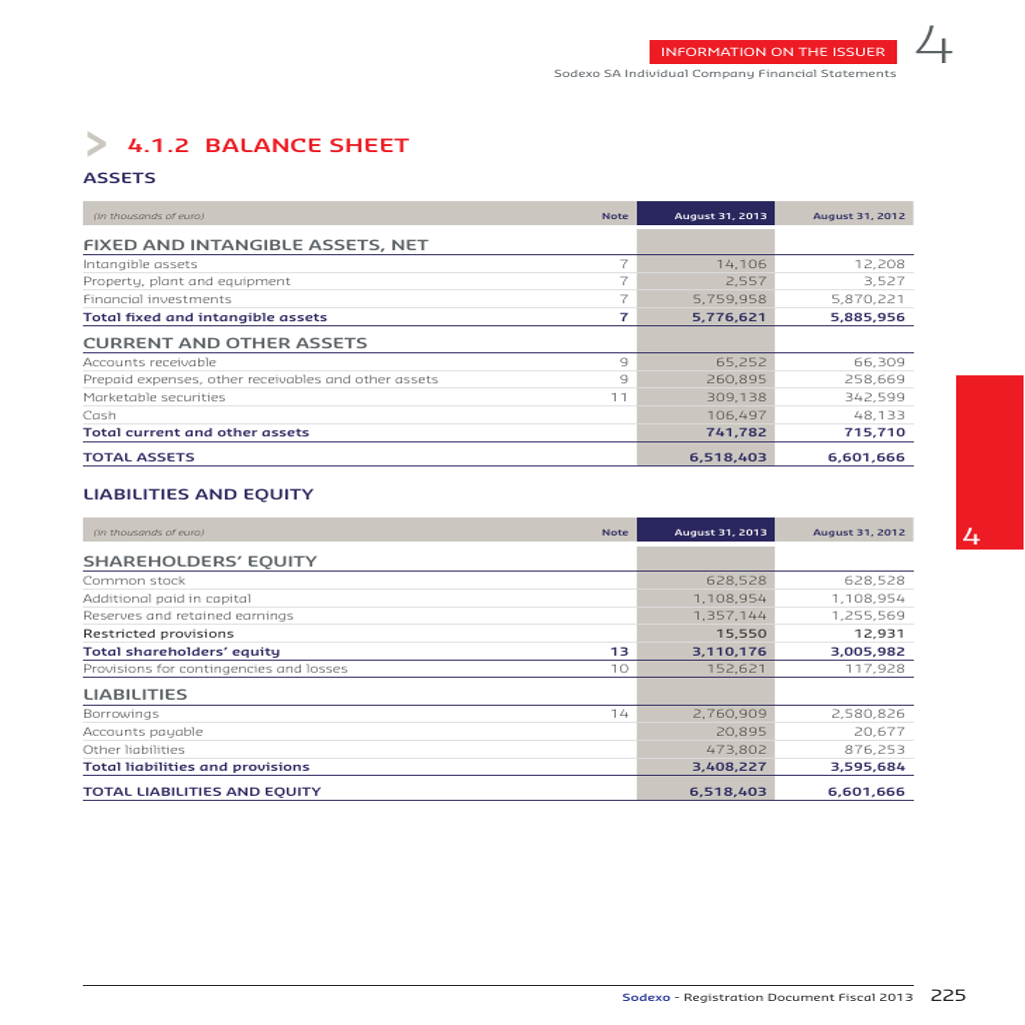 INFORMATION ON THE ISSUER 4
Sodexo SA Individual Company Financial Statements
> 4.1.2 BALANCE SHEET
ASSETS
(in thousands of euro) Note August 31, 2013 August 31, 2012
FIXED AND INTANGIBLE ASSETS, NET
Intangible assets 7 14,106 12,208
Property, plant and equipment 7 2,557 3,527
Financial investments 7 5,759,958 5,870,221
Total fixed and intangible assets 7 5,776,621 5,885,956
CURRENT AND OTHER ASSETS
Accounts receivable 9 65,252 66,309
Prepaid expenses, other receivables and other assets 9 260,895 258,669
Marketable securities 11 309,138 342,599
Cash 106,497 48,133
Total current and other assets 741,782 715,710
TOTAL ASSETS 6,518,403 6,601,666
LIABILITIES AND EQUITY
(in thousands of euro) Note August 31, 2013 August 31, 2012
4
SHAREHOLDERS’ EQUITY
Common stock 628,528 628,528
Additional paid in capital 1,108,954 1,108,954
Reserves and retained earnings 1,357,144 1,255,569
Restricted provisions 15,550 12,931
Total shareholders’ equity 13 3,110,176 3,005,982
Provisions for contingencies and losses 10 152,621 117,928
LIABILITIES
Borrowings 14 2,760,909 2,580,826
Accounts payable 20,895 20,677
Other liabilities 473,802 876,253
Total liabilities and provisions 3,408,227 3,595,684
TOTAL LIABILITIES AND EQUITY 6,518,403 6,601,666
Sodexo - Registration Document Fiscal 2013 225